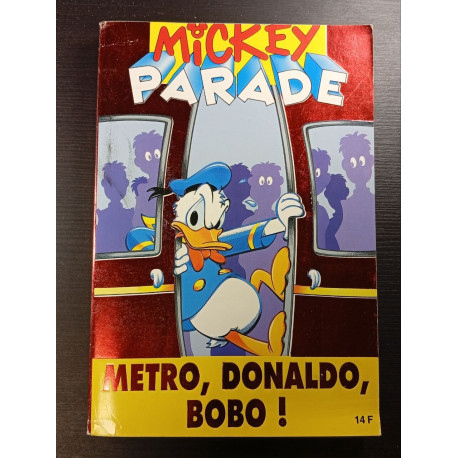 MiCKEY
PARADE
METRO, DONALDO,
BOBO !
14 F